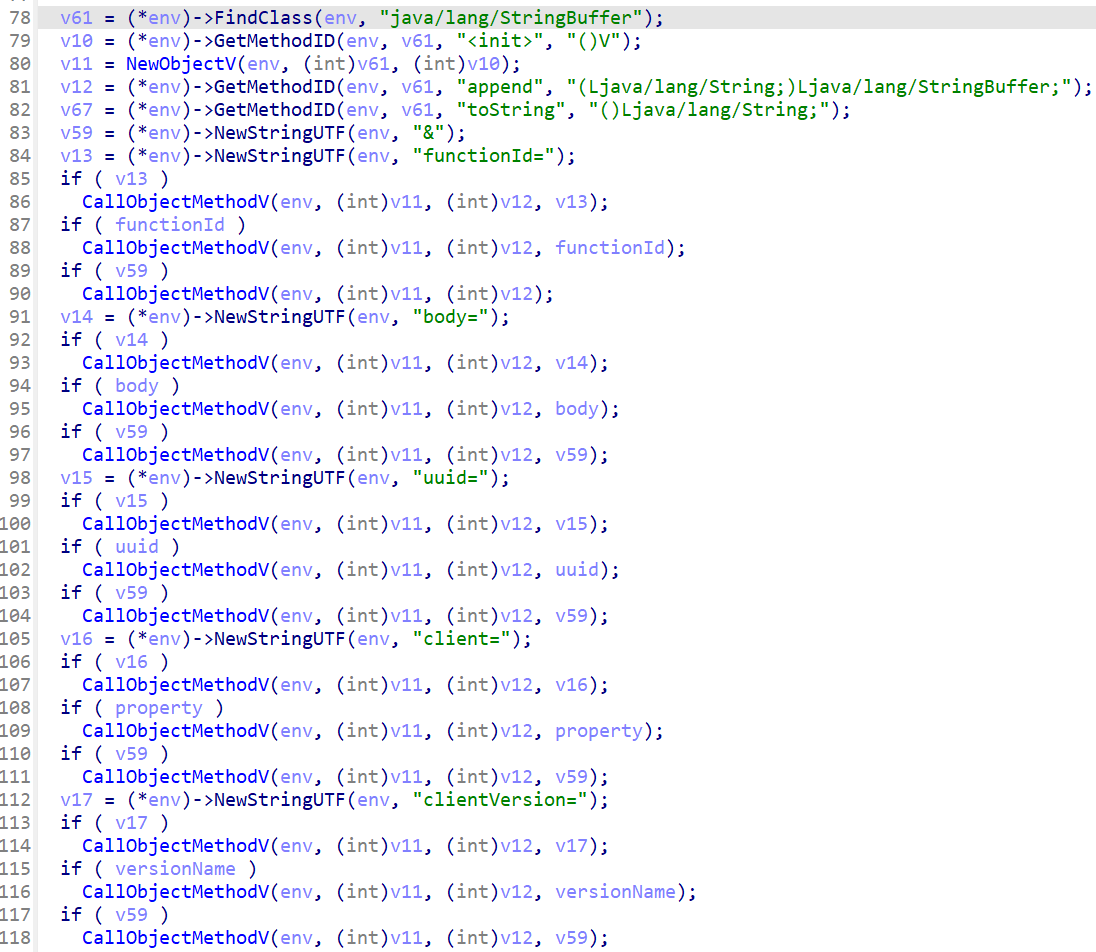 78 v61 = (*env)->FindClass(env, "java/lang/StringBuffer");
79 v10 = (*env)->GetMethodID(env, v61, "<init>", "()V");
80 v11 = NewObjectV(env, (int)v61, (int)v10);
81 v12 = (*env)->GetMethodID(env, v61, "append", "(Ljava/lang/String;)Ljava/lang/StringBuffer;");
82 v67 = (*env)->GetMethodID(env, v61, "toString", "()Ljava/lang/String;");
83 v59 = (*env)->NewStringUTF(env, "&");
84 v13 = (*env)->NewStringUTF(env, "functionId=");
85 if ( v13 )
86 CallObjectMethodV(env, (int)v11, (int)v12, v13);
87 if ( functionId )
88 CallObjectMethodV(env, (int)v11, (int)v12, functionId);
89 if ( v59 )
90 CallObjectMethodV(env, (int)v11, (int)v12);
91 v14 = (*env)->NewStringUTF(env, "body=");
92 if ( v14 )
93 CallObjectMethodV(env, (int)v11, (int)v12, v14);
94 if ( body )
95 CallObjectMethodV(env, (int)v11, (int)v12, body);
96 if ( v59 )
97 CallObjectMethodV(env, (int)v11, (int)v12, v59);
98 v15 = (*env)->NewStringUTF(env, "uuid=");
99 if ( v15 )
100 CallObjectMethodV(env, (int)v11, (int)v12, v15);
101 if ( uuid )
102 CallObjectMethodV(env, (int)v11, (int)v12, uuid);
103 if ( v59 )
104 CallObjectMethodV(env, (int)v11, (int)v12, v59);
105 v16 = (*env)->NewStringUTF(env, "client=");
106 if ( v16 )
107 CallObjectMethodV(env, (int)v11, (int)v12, v16);
108 if ( property )
109 CallObjectMethodV(env, (int)v11, (int)v12, property);
110 if ( v59 )
111 CallObjectMethodV(env, (int)v11, (int)v12, v59);
112 v17 = (*env)->NewStringUTF(env, "clientVersion=");
113 if ( v17 )
114 CallObjectMethodV(env, (int)v11, (int)v12, v17);
115 if ( versionName )
116 CallObjectMethodV(env, (int)v11, (int)v12, versionName);
117 if ( v59 )
118 CallObjectMethodV(env, (int)v11, (int)v12, v59);